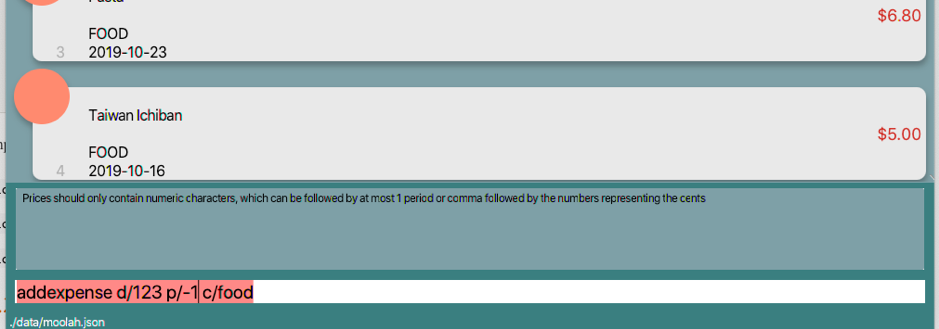 $6.80
FOOD
3 2019-10-23
Taiwan Ichiban
$5.00
FOOD
4 2019-10-16
Prices should only contain numeric characters, which can be followed by at most 1 period or comma followed by the numbers representing the cents
addexpense d/123 p/-1 c/food
./data/moolah.json